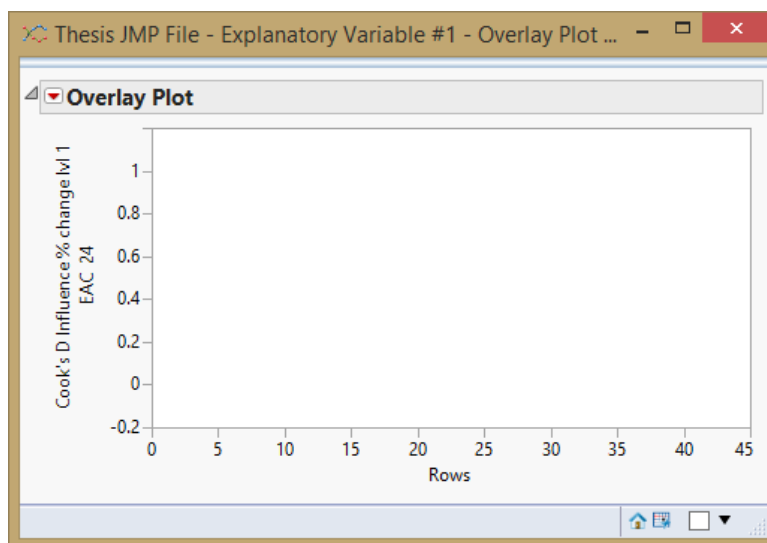 Thesis JMP File - Explanatory Variable #1 - Overlay Plot ...
Overlay Plot
Cook's D Influence % change lvl 1
EAC 24
1
0.8
0.6
0.4
0.2
0
-0.2
0 5 10 15 20 25 30 35 40 45
Rows